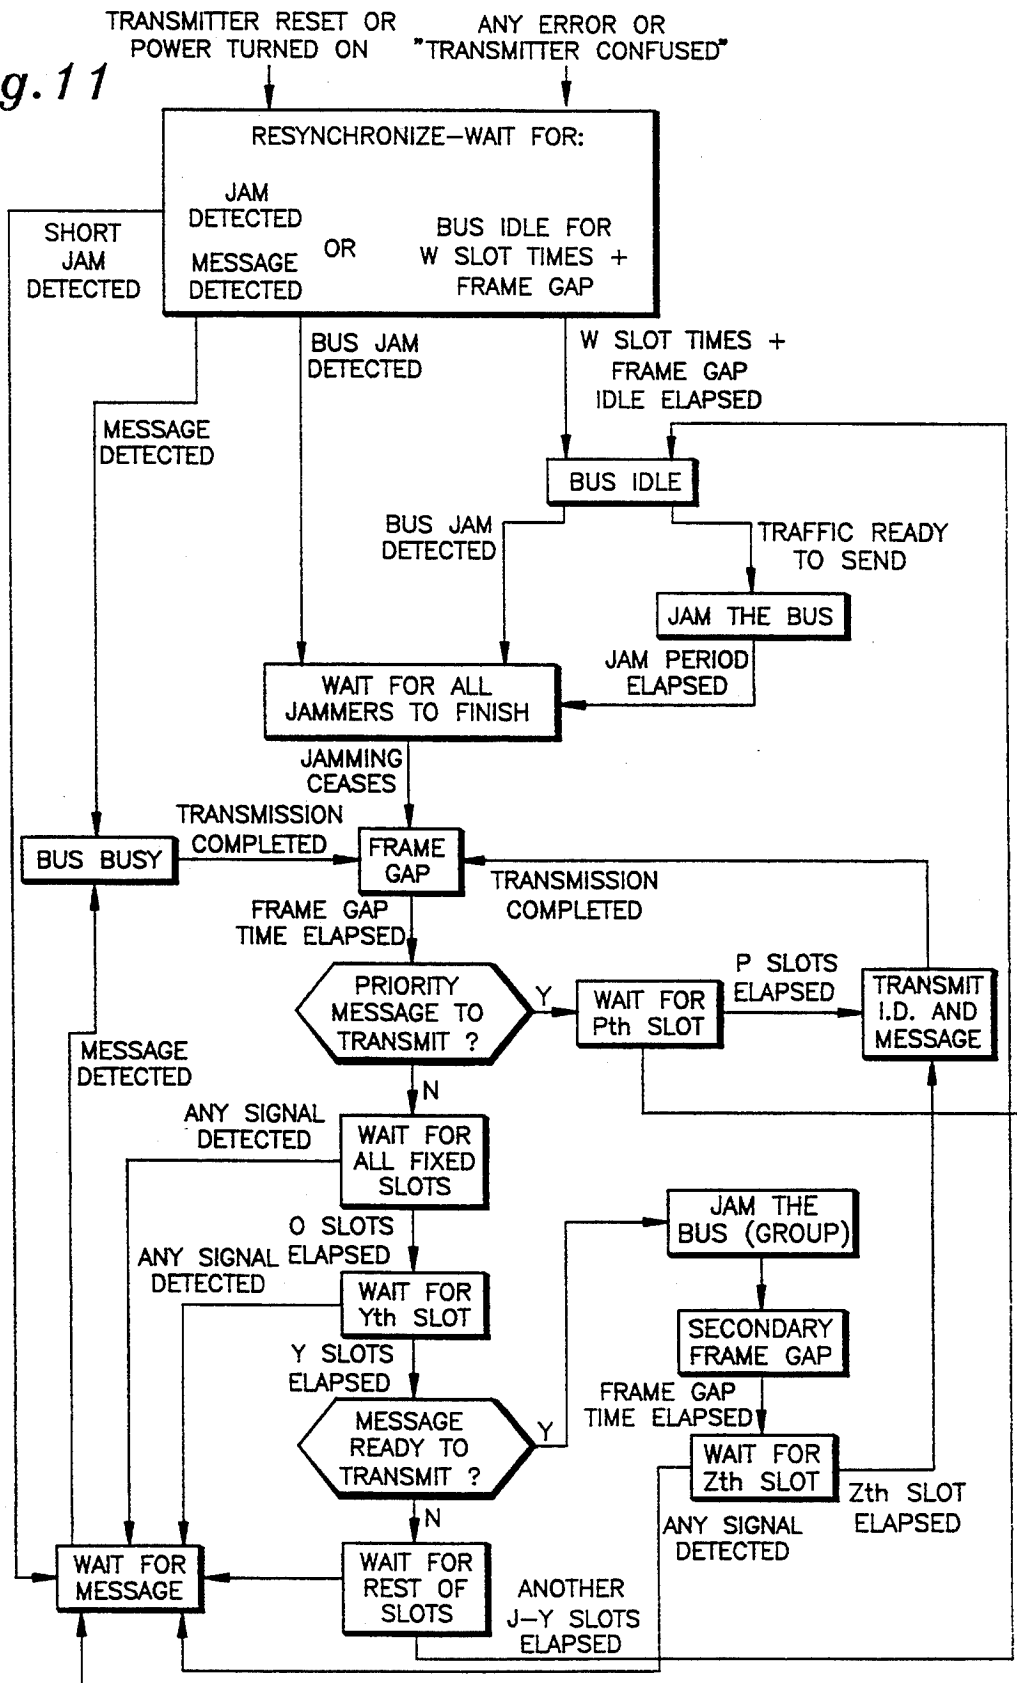 TRANSMITTER RESET OR
POWER TURNED ON
ANY ERROR OR
"TRANSMITTER CONFUSED"
g.11
RESYNCHRONIZE-WAIT FOR:
JAM
DETECTED
OR
MESSAGE
DETECTED
BUS IDLE FOR
W SLOT TIMES +
FRAME GAP
SHORT
JAM
DETECTED
BUS JAM
DETECTED
W SLOT TIMES +
FRAME GAP
IDLE ELAPSED
MESSAGE
DETECTED
BUS IDLE
BUS JAM
DETECTED
TRAFFIC READY
TO SEND
JAM THE BUS
JAM PERIOD
ELAPSED
WAIT FOR ALL
JAMMERS TO FINISH
JAMMING
CEASES
TRANSMISSION
COMPLETED
BUS BUSY
FRAME
GAP
TRANSMISSION
COMPLETED
FRAME GAP
TIME ELAPSED
PRIORITY
MESSAGE TO
TRANSMIT ?
Y
WAIT FOR
Pth SLOT
P SLOTS
ELAPSED
TRANSMIT
I.D. AND
MESSAGE
MESSAGE
DETECTED
N
ANY SIGNAL
DETECTED
WAIT FOR
ALL FIXED
SLOTS
JAM THE
BUS (GROUP)
O SLOTS
ELAPSED
ANY SIGNAL
DETECTED
WAIT FOR
Yth SLOT
SECONDARY
FRAME GAP
Y SLOTS
ELAPSED
FRAME GAP
TIME ELAPSED
MESSAGE
READY TO
TRANSMIT ?
Y
WAIT FOR
Zth SLOT
Zth SLOT
ELAPSED
N
ANY SIGNAL
DETECTED
WAIT FOR
MESSAGE
WAIT FOR
REST OF
SLOTS
ANOTHER
J-Y SLOTS
ELAPSED